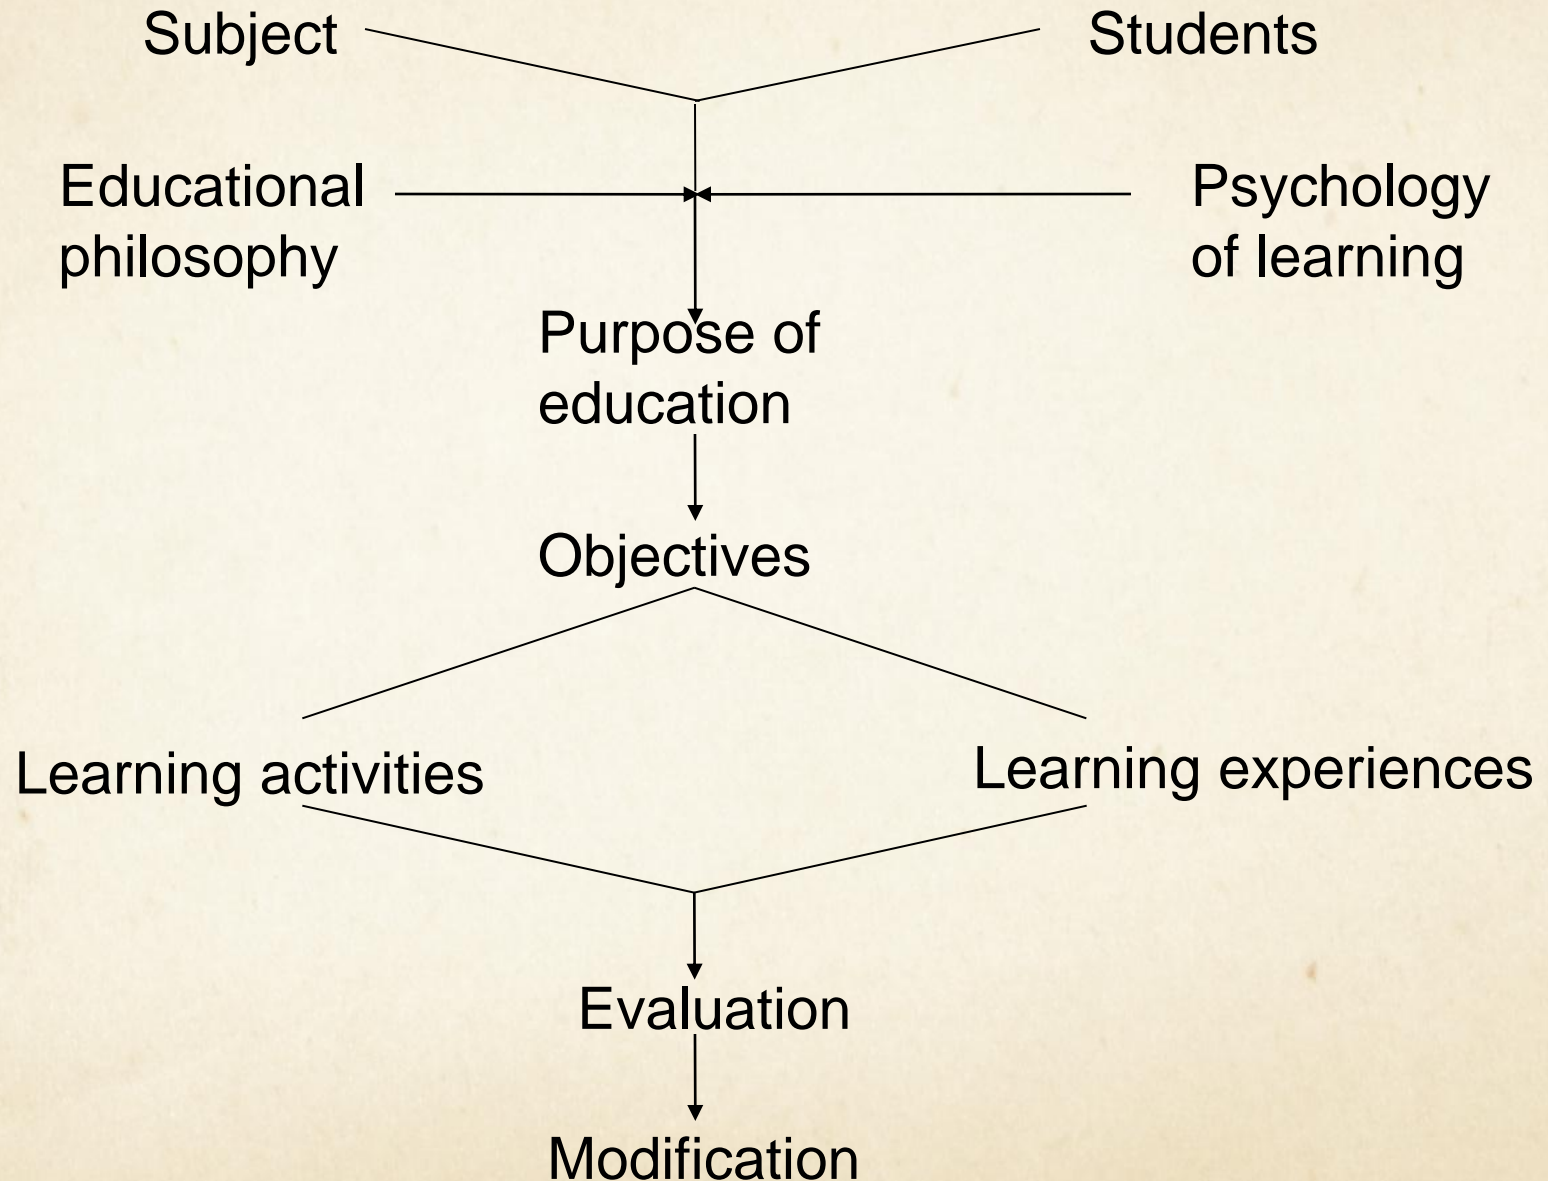 Subject
Students
Educational
philosophy
Psychology
of learning
Purpose of
education
Objectives
Learning activities
Learning experiences
Evaluation
Modification